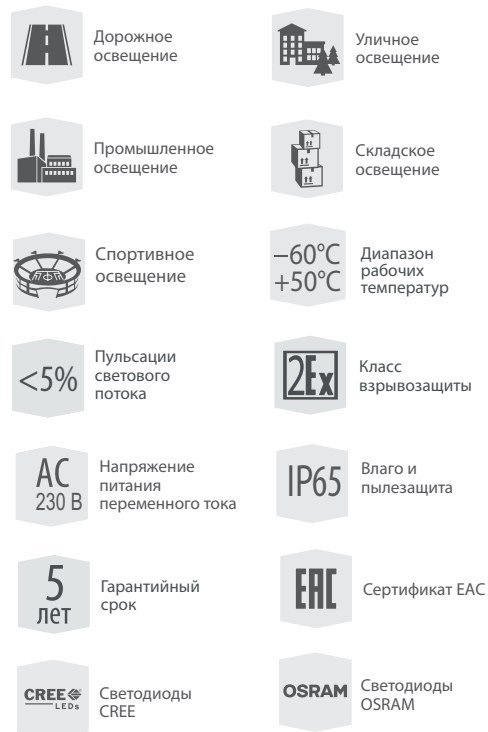 Дорожное
освещение
Уличное
освещение
Промышленное
освещение
Складское
освещение
Спортивное
освещение
–60°C
+50°C
Диапазон
рабочих
температур
<5%
Пульсации
светового
потока
2Ex
Класс
взрывозащиты
AC
230 В
Напряжение
питания
переменного тока
IP65
Влаго и
пылезащита
5
лет
Гарантийный
срок
EAC
Сертификат ЕАС
CREE
LEDs
Светодиоды
CREE
OSRAM
Светодиоды
OSRAM